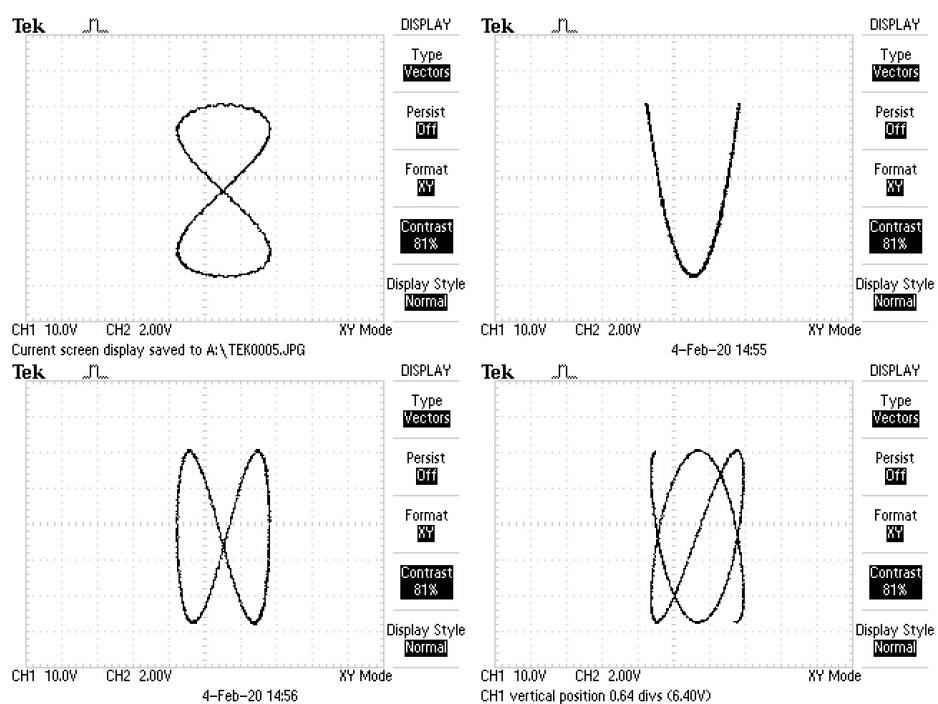 Tek DISPLAY
Type
Vectors
Persist
Off
Format
XY
Contrast
81%
Display Style
Normal
CH1 10.0V CH2 2.00V XY Mode
Current screen display saved to A:\TEK0005.JPG
Tek DISPLAY
Type
Vectors
Persist
Off
Format
XY
Contrast
81%
Display Style
Normal
CH1 10.0V CH2 2.00V XY Mode
4-Feb-20 14:55
Tek DISPLAY
Type
Vectors
Persist
Off
Format
XY
Contrast
81%
Display Style
Normal
CH1 10.0V CH2 2.00V XY Mode
4-Feb-20 14:56
Tek DISPLAY
Type
Vectors
Persist
Off
Format
XY
Contrast
81%
Display Style
Normal
CH1 10.0V CH2 2.00V XY Mode
CH1 vertical position 0.64 divs (6.40V)